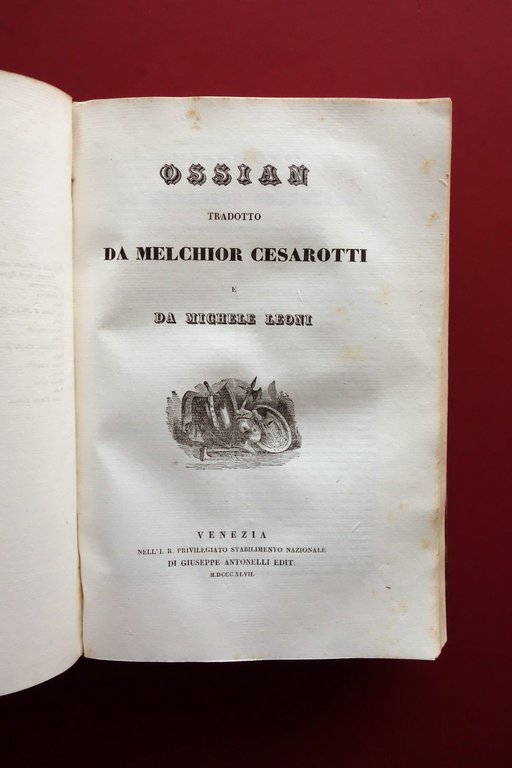 OSSIAN
TRADOTTO
DA MELCHIOR CESAROTTI
E
DA MICHELE LEONI
VENEZIA
NELL'I. R. PRIVILEGIATO STABILIMENTO NAZIONALE
DI GIUSEPPE ANTONELLI EDIT.
M.DCCC.XLVII.